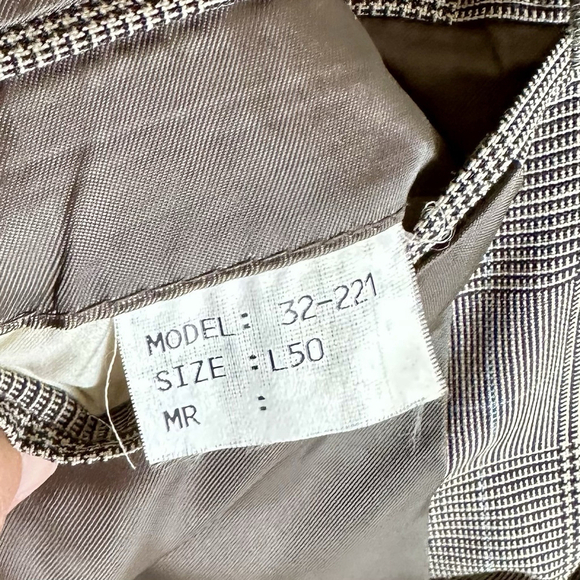 MODEL: 32-221
SIZE :L50
MR :